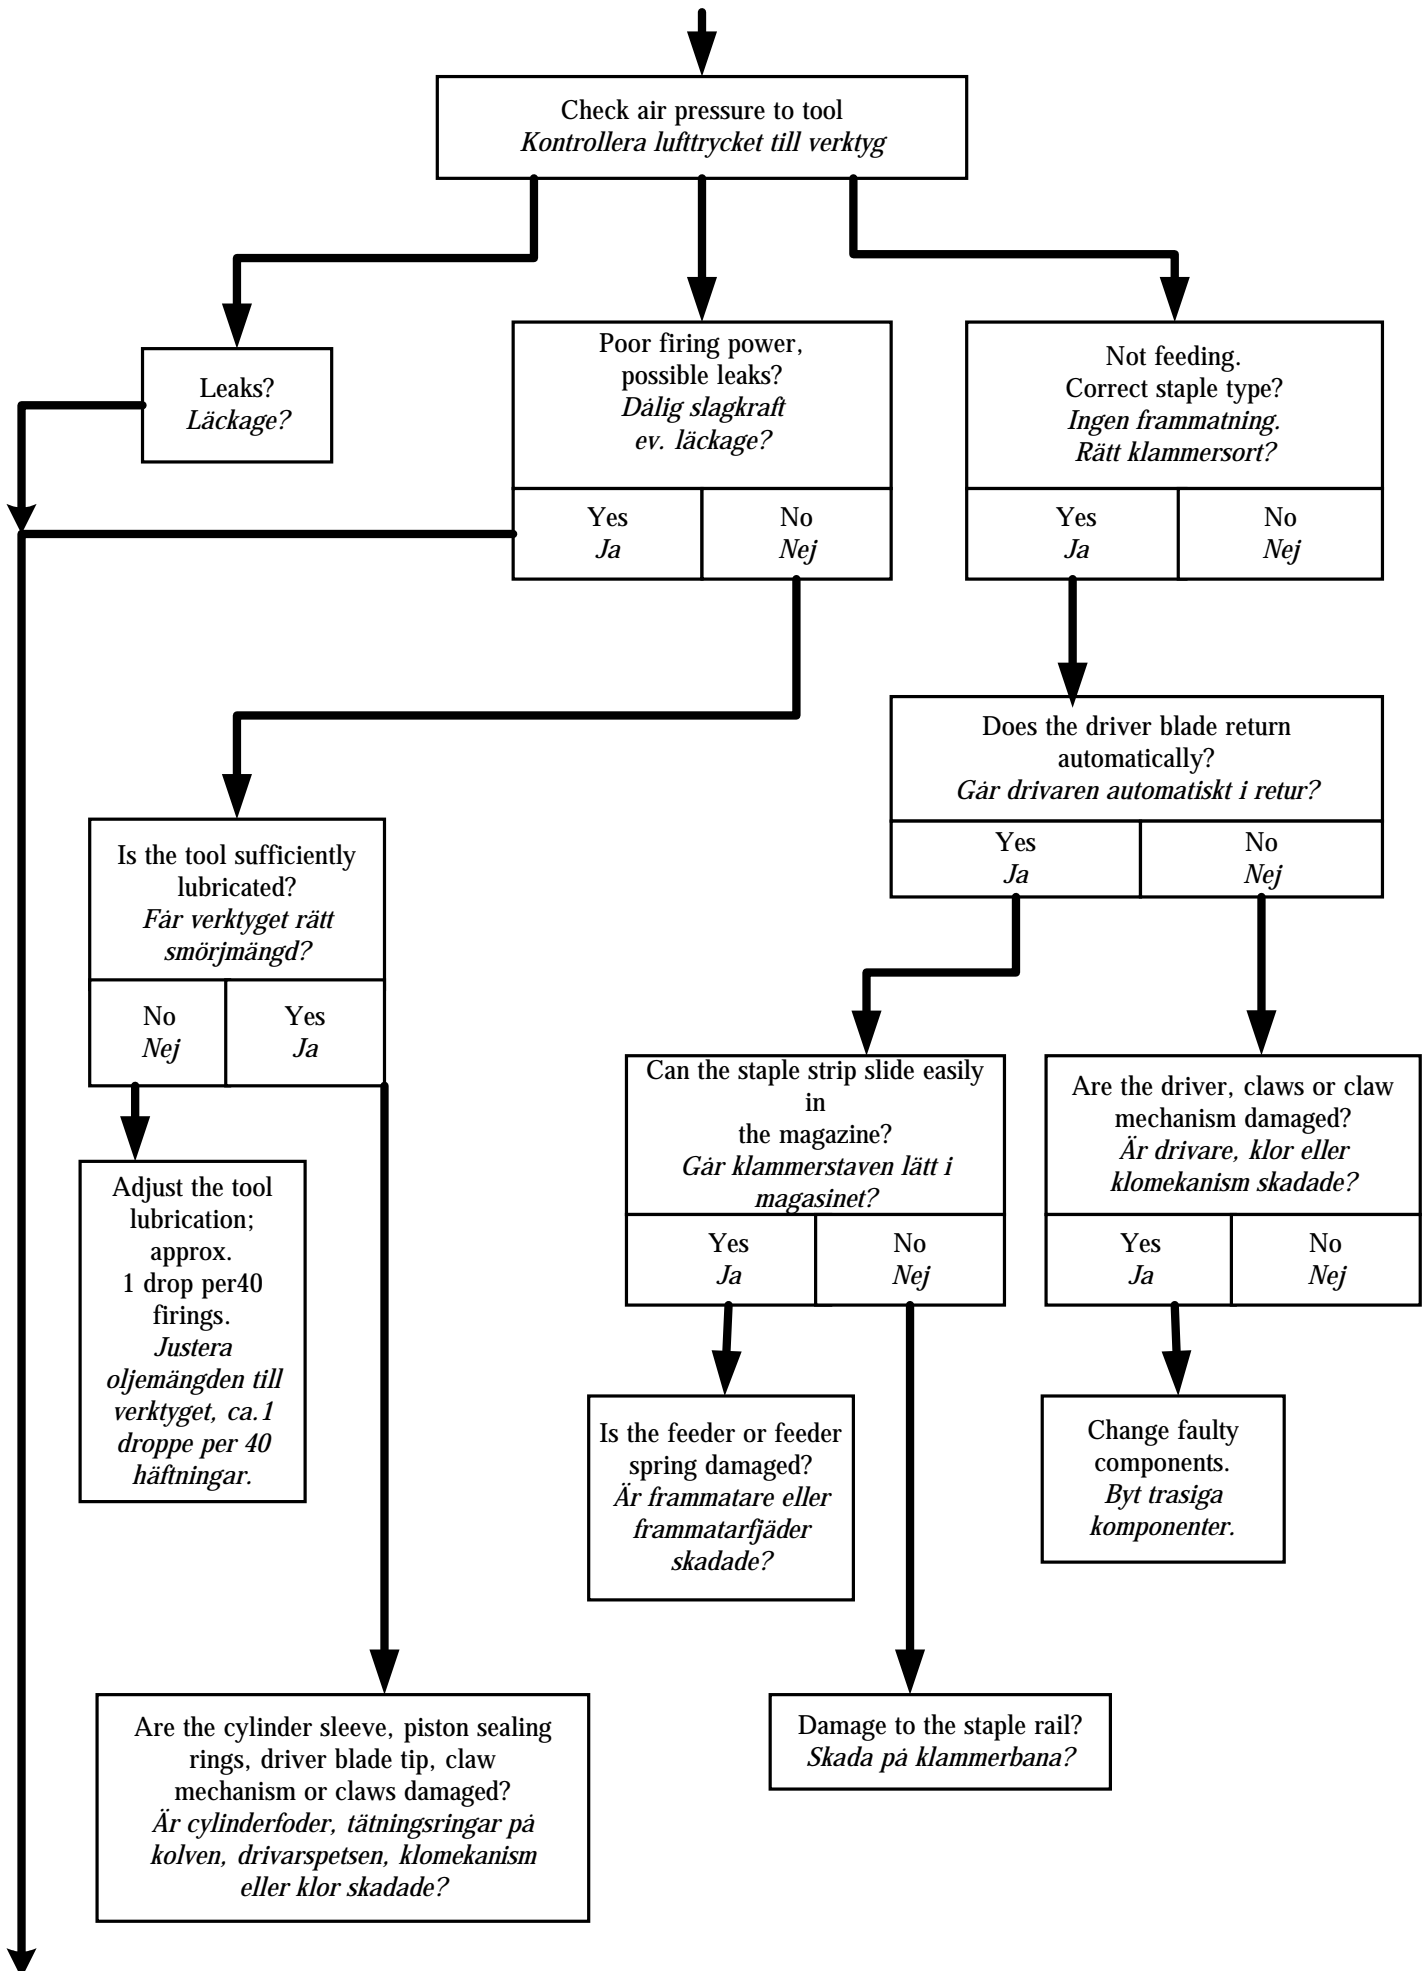 Check air pressure to tool
Kontrollera lufttrycket till verktyg
Leaks?
Läckage?
Poor firing power,
possible leaks?
Dålig slagkraft
ev. läckage?
Yes
Ja
No
Nej
Not feeding.
Correct staple type?
Ingen frammatning.
Rätt klammersort?
Yes
Ja
No
Nej
Does the driver blade return
automatically?
Går drivaren automatiskt i retur?
Yes
Ja
No
Nej
Is the tool sufficiently
lubricated?
Får verktyget rätt
smörjmängd?
No
Nej
Yes
Ja
Can the staple strip slide easily
in
the magazine?
Går klammerstaven lätt i
magasinet?
Yes
Ja
No
Nej
Are the driver, claws or claw
mechanism damaged?
Är drivare, klor eller
klomekanism skadade?
Yes
Ja
No
Nej
Adjust the tool
lubrication;
approx.
1 drop per40
firings.
Justera
oljemängden till
verktyget, ca.1
droppe per 40
häftningar.
Is the feeder or feeder
spring damaged?
Är frammatare eller
frammatarfjäder
skadade?
Change faulty
components.
Byt trasiga
komponenter.
Are the cylinder sleeve, piston sealing
rings, driver blade tip, claw
mechanism or claws damaged?
Är cylinderfoder, tätningsringar på
kolven, drivarspetsen, klomekanism
eller klor skadade?
Damage to the staple rail?
Skada på klammerbana?